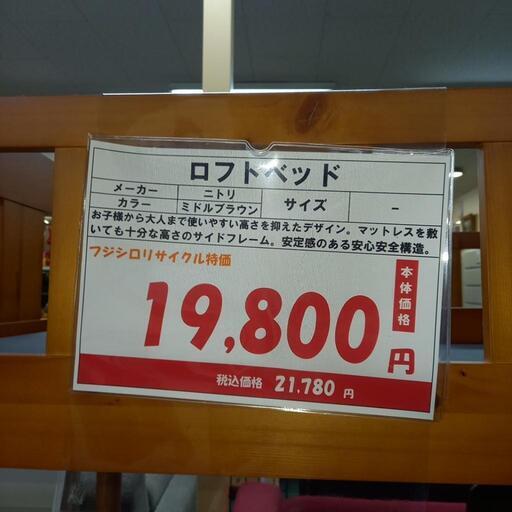 ロフトベッド
メーカー ニトリ サイズ -
カラー ミドルブラウン
お子様から大人まで使いやすい高さを抑えたデザイン。マットレスを敷
いても十分な高さのサイドフレーム。安定感のある安心安全構造。
フジシロリサイクル特価
本体価格
19,800円
税込価格 21,780 円